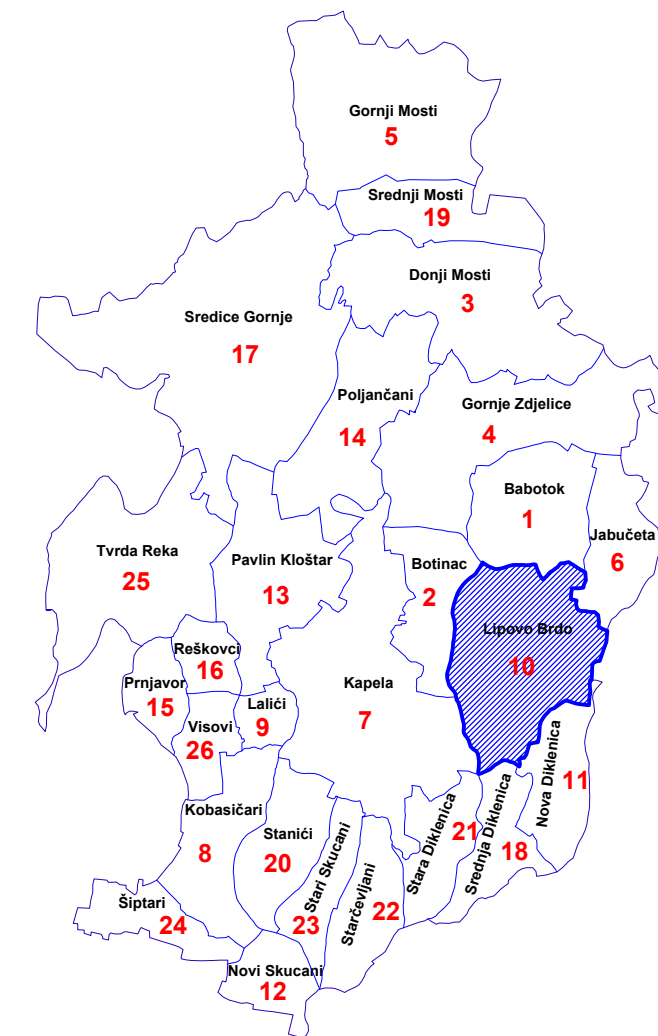 Gornji Mosti
5
Srednji Mosti
19
Donji Mosti
3
Sredice Gornje
17
Poljančani
14
Gornje Zdjelice
4
Babotok
1
Jabučeta
6
Tvrda Reka
25
Pavlin Kloštar
13
Botinac
2
Lipovo Brdo
10
Reškovci
16
Prnjavor
15
Visovi
26
Lalići
9
Kapela
7
Nova Diklenica
11
Srednja Diklenica
18
Stara Diklenica
21
Kobasičari
8
Stanići
20
Stari Skucani
23
Starčevljani
22
Šiptari
24
Novi Skucani
12